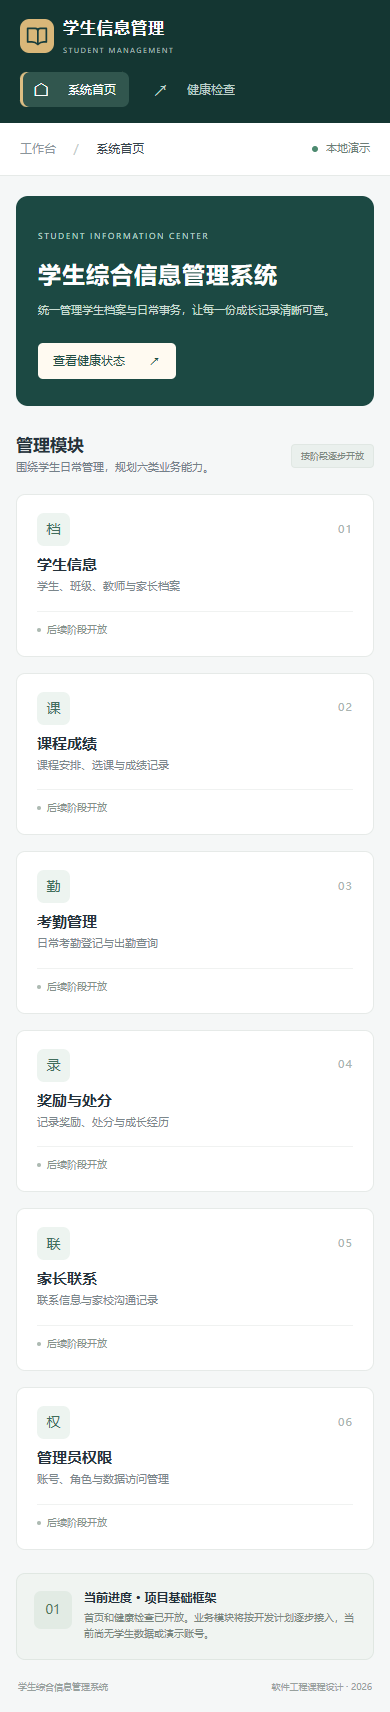 学生信息管理
STUDENT MANAGEMENT
系统首页
健康检查
工作台 / 系统首页
本地演示
STUDENT INFORMATION CENTER
学生综合信息管理系统
统一管理学生档案与日常事务，让每一份成长记录清晰可查。
查看健康状态 ↗
管理模块
围绕学生日常管理，规划六类业务能力。
按阶段逐步开放
档
01
学生信息
学生、班级、教师与家长档案
后续阶段开放
课
02
课程成绩
课程安排、选课与成绩记录
后续阶段开放
勤
03
考勤管理
日常考勤登记与出勤查询
后续阶段开放
录
04
奖励与处分
记录奖励、处分与成长经历
后续阶段开放
联
05
家长联系
联系信息与家校沟通记录
后续阶段开放
权
06
管理员权限
账号、角色与数据访问管理
后续阶段开放
01
当前进度·项目基础框架
首页和健康检查已开放。业务模块将按开发计划逐步接入，当
前尚无学生数据或演示账号。
学生综合信息管理系统
软件工程课程设计 · 2026